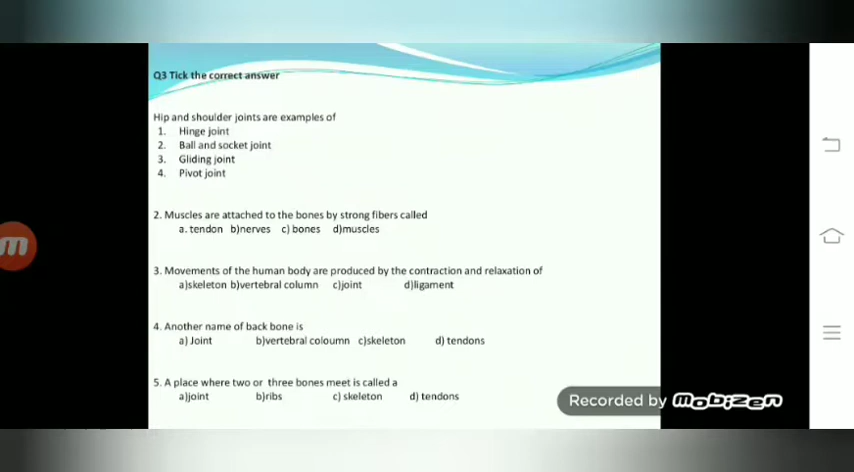 Q3 Tick the correct answer
Hip and shoulder joints are examples of
1. Hinge joint
2. Ball and socket joint
3. Gliding joint
4. Pivot joint
2. Muscles are attached to the bones by strong fibers called
a. tendon b)nerves c) bones d)muscles
3. Movements of the human body are produced by the contraction and relaxation of
a)skeleton b)vertebral column c)joint d)ligament
4. Another name of back bone is
a) Joint b)vertebral coloumn c)skeleton d) tendons
5. A place where two or three bones meet is called a
a)joint b)ribs c) skeleton d) tendons
Recorded by mobizen
m